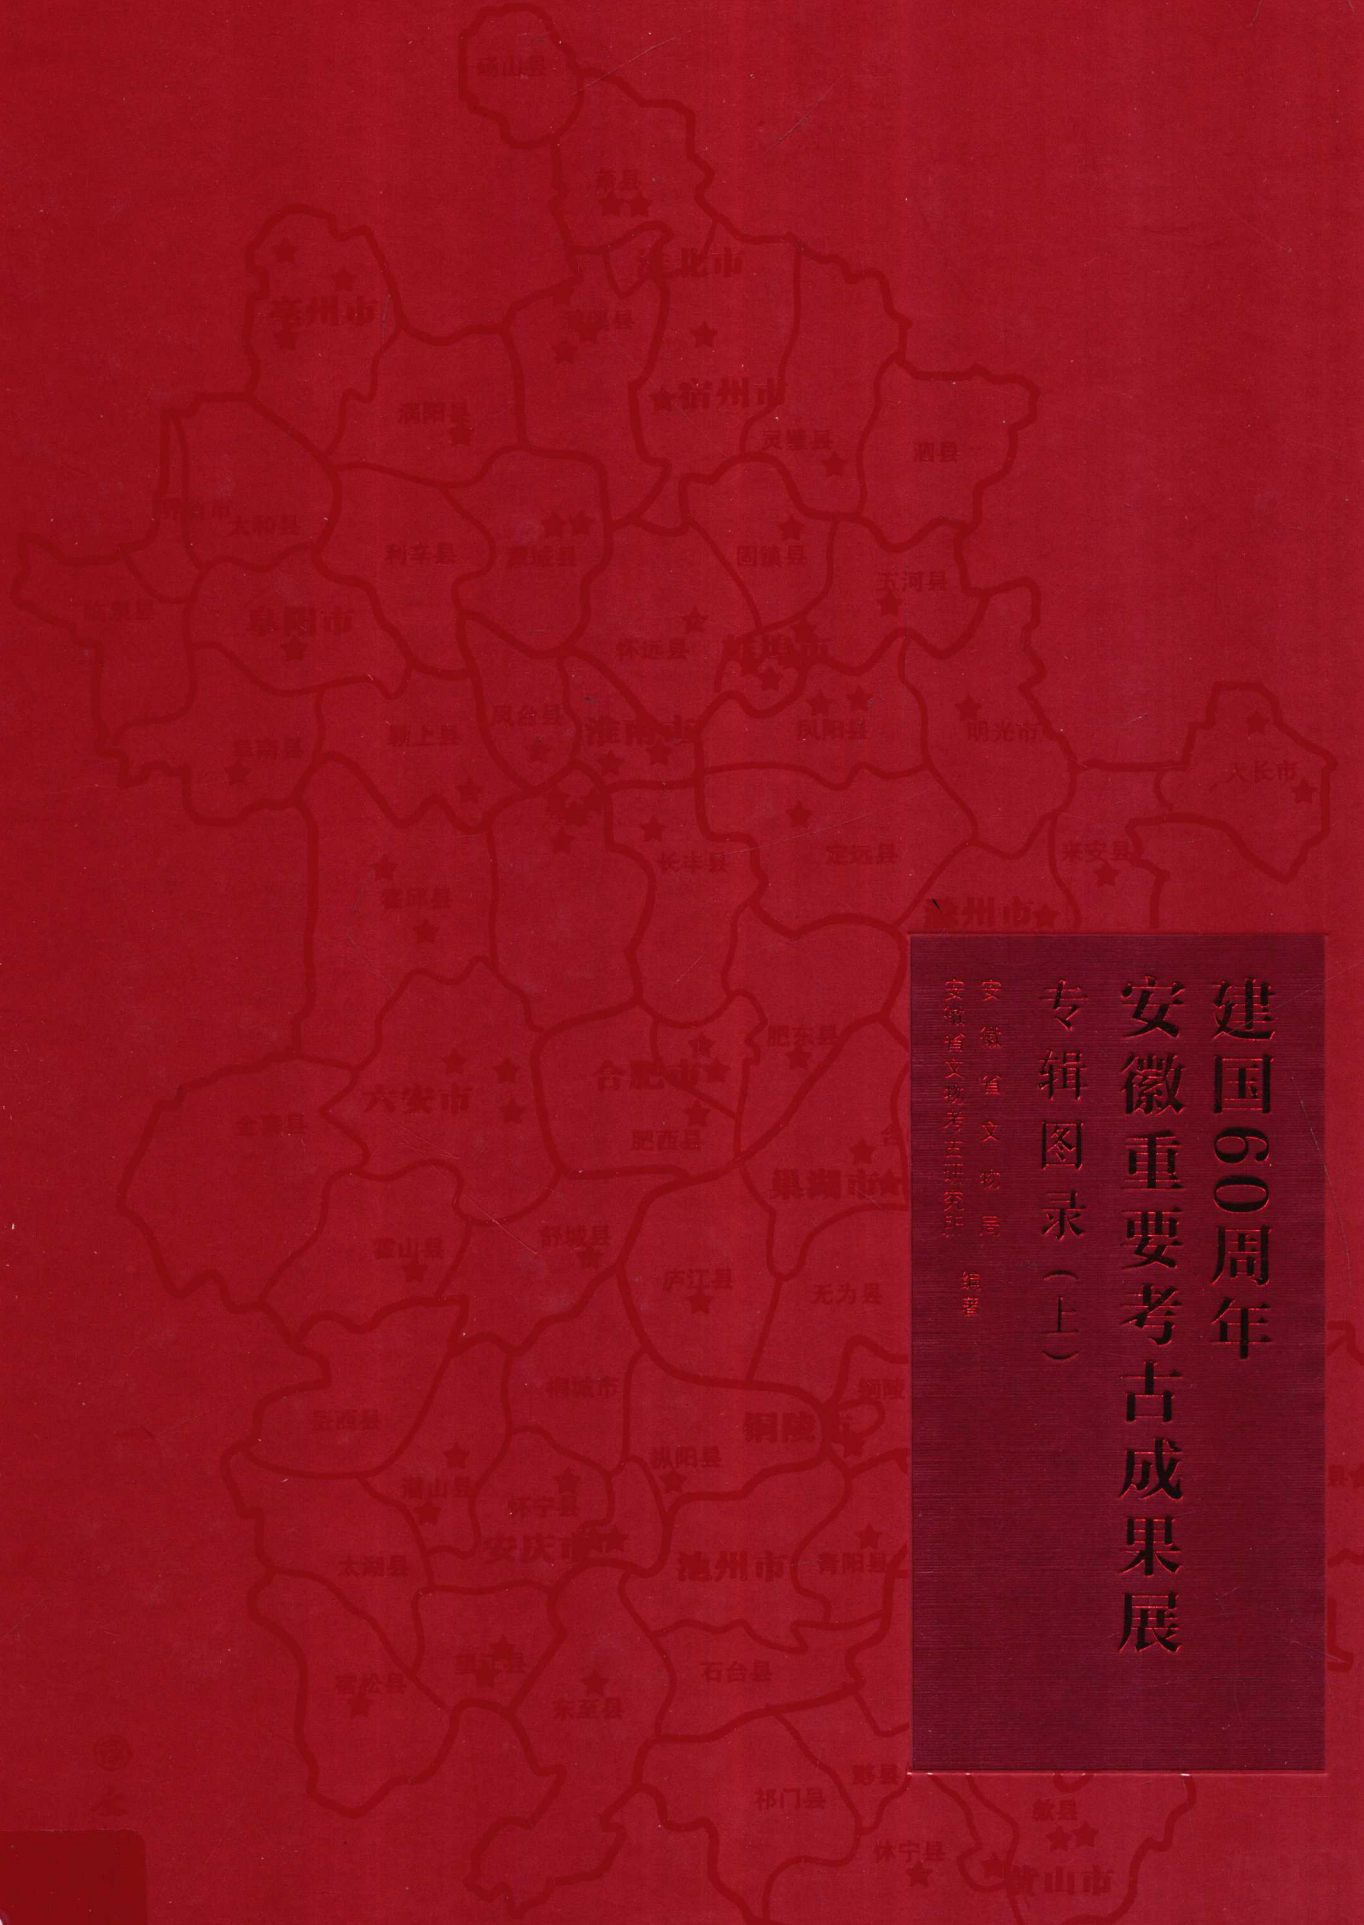 建国60周年
安徽重要考古成果展
专辑图录（上）
安徽省文物局
安徽省文物考古研究所
编著
砀山县
萧县
淮北市
亳州市
濉溪县
宿州市
涡阳县
灵璧县
泗县
太和县
利辛县
蒙城县
固镇县
五河县
临泉县
阜阳市
怀远县
蚌埠市
凤台县
淮南市
颍上县
阜南县
凤阳县
明光市
天长市
长丰县
定远县
来安县
霍邱县
滁州市
肥东县
合肥市
六安市
金寨县
肥西县
巢湖市
霍山县
舒城县
庐江县
无为县
桐城市
铜陵
岳西县
铜陵市
枞阳县
潜山县
怀宁县
安庆市
太湖县
池州市
青阳县
石台县
宿松县
望江县
东至县
黟县
祁门县
歙县
休宁县
黄山市